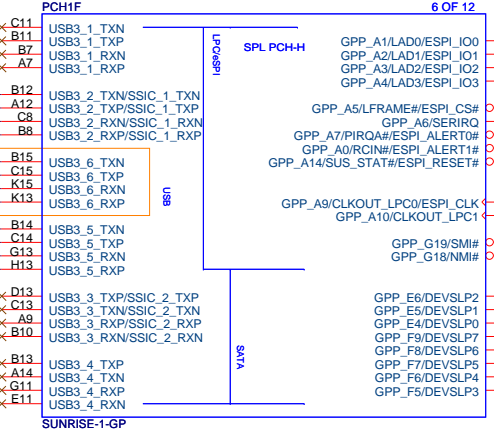 PCH1F 6 OF 12
C11 USB3_1_TXN
B11 USB3_1_TXP
B7 USB3_1_RXN
A7 USB3_1_RXP
B12 USB3_2_TXN/SSIC_1_TXN
A12 USB3_2_TXP/SSIC_1_TXP
C8 USB3_2_RXN/SSIC_1_RXN
B8 USB3_2_RXP/SSIC_1_RXP
B15 USB3_6_TXN
C15 USB3_6_TXP
K15 USB3_6_RXN
K13 USB3_6_RXP
B14 USB3_5_TXN
C14 USB3_5_TXP
G13 USB3_5_RXN
H13 USB3_5_RXP
D13 USB3_3_TXP/SSIC_2_TXP
C13 USB3_3_TXN/SSIC_2_TXN
A9 USB3_3_RXP/SSIC_2_RXP
B10 USB3_3_RXN/SSIC_2_RXN
B13 USB3_4_TXP
A14 USB3_4_TXN
G11 USB3_4_RXP
E11 USB3_4_RXN
LPC/eSPI
SPL PCH-H
USB
SATA
GPP_A1/LAD0/ESPI_IO0
GPP_A2/LAD1/ESPI_IO1
GPP_A3/LAD2/ESPI_IO2
GPP_A4/LAD3/ESPI_IO3
GPP_A5/LFRAME#/ESPI_CS#
GPP_A6/SERIRQ
GPP_A7/PIRQA#/ESPI_ALERT0#
GPP_A0/RCIN#/ESPI_ALERT1#
GPP_A14/SUS_STAT#/ESPI_RESET#
GPP_A9/CLKOUT_LPC0/ESPI_CLK
GPP_A10/CLKOUT_LPC1
GPP_G19/SMI#
GPP_G18/NMI#
GPP_E6/DEVSLP2
GPP_E5/DEVSLP1
GPP_E4/DEVSLP0
GPP_F9/DEVSLP7
GPP_F8/DEVSLP6
GPP_F7/DEVSLP5
GPP_F6/DEVSLP4
GPP_F5/DEVSLP3
SUNRISE-1-GP